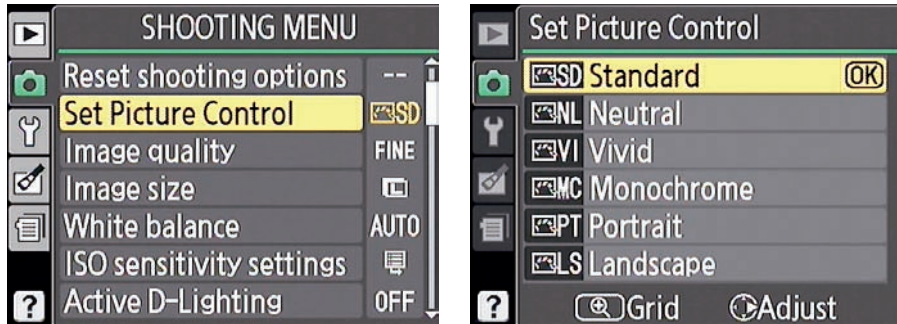 SHOOTING MENU
Reset shooting options --
Set Picture Control SD
Image quality FINE
Image size L
White balance AUTO
ISO sensitivity settings
Active D-Lighting OFF
?
Set Picture Control
SD Standard OK
NL Neutral
VI Vivid
MC Monochrome
PT Portrait
LS Landscape
? Grid Adjust